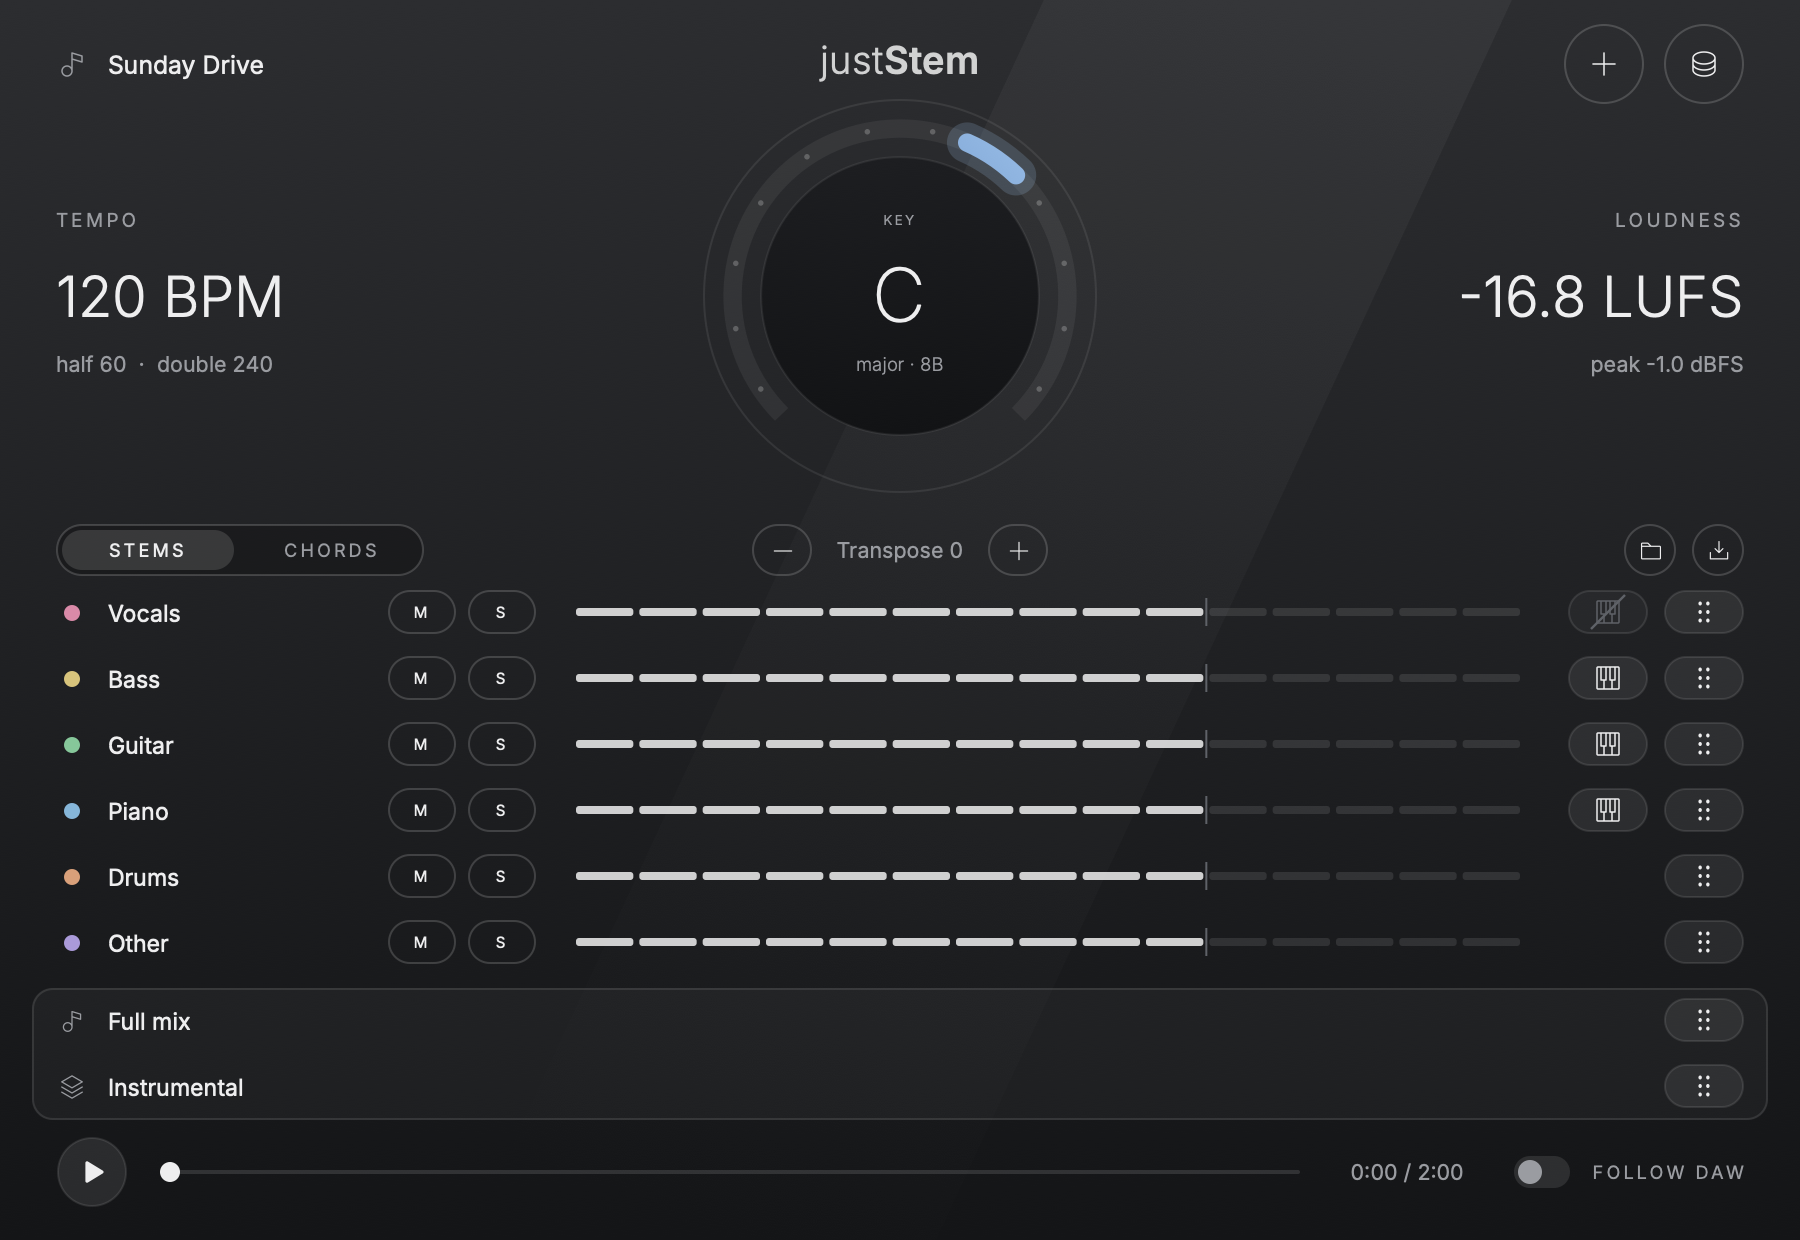 Sunday Drive
justStem
TEMPO
120 BPM
half 60 · double 240
KEY
C
major · 8B
LOUDNESS
-16.8 LUFS
peak -1.0 dBFS
STEMS
CHORDS
Transpose 0
Vocals M S
Bass M S
Guitar M S
Piano M S
Drums M S
Other M S
Full mix
Instrumental
0:00 / 2:00
FOLLOW DAW